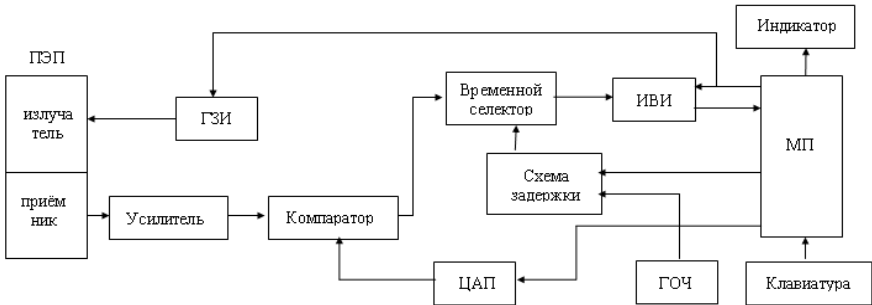 Индикатор
ПЭП
Временной
селектор
ИВИ
излуча
тель
ГЗИ
МП
Схема
задержки
приём
ник
Усилитель
Компаратор
ЦАП
ГОЧ
Клавиатура